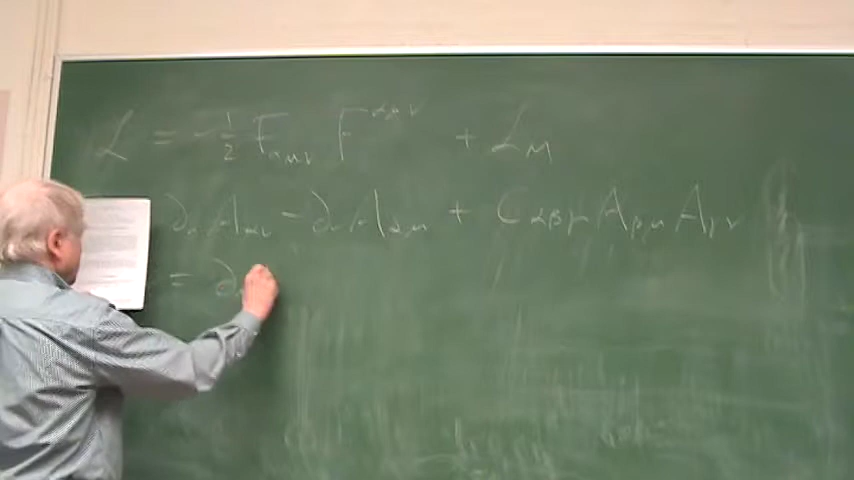 L = - 1/2 F_{αμν} F^{αμν} + L_M
∂_μ A_{αν} - ∂_ν A_{αμ} + C_{αβγ} A_{βμ} A_{γν}
= ∂